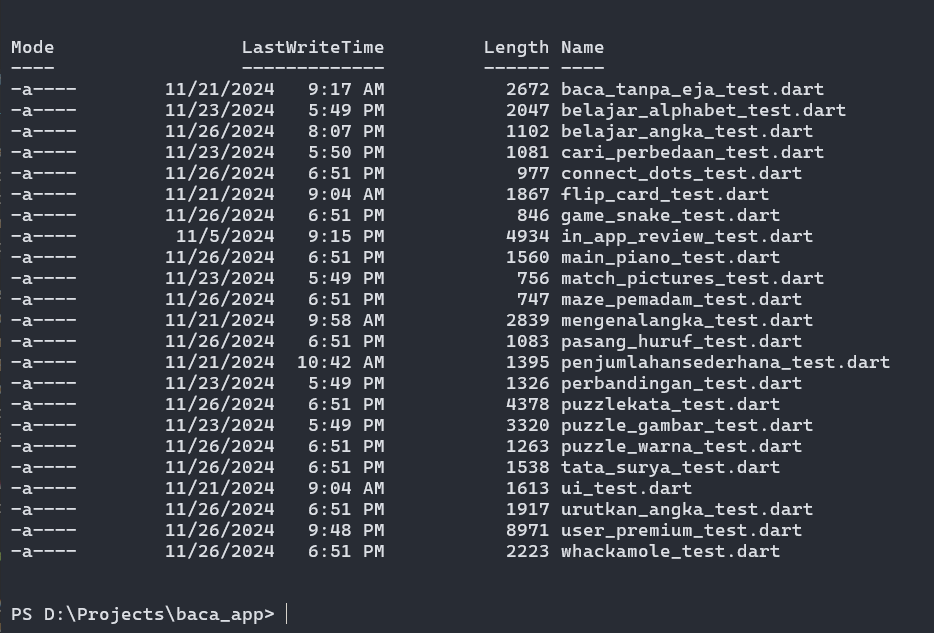 Mode LastWriteTime Length Name
---- ------------- ------ ----
-a---- 11/21/2024 9:17 AM 2672 baca_tanpa_eja_test.dart
-a---- 11/23/2024 5:49 PM 2047 belajar_alphabet_test.dart
-a---- 11/26/2024 8:07 PM 1102 belajar_angka_test.dart
-a---- 11/23/2024 5:50 PM 1081 cari_perbedaan_test.dart
-a---- 11/26/2024 6:51 PM 977 connect_dots_test.dart
-a---- 11/21/2024 9:04 AM 1867 flip_card_test.dart
-a---- 11/26/2024 6:51 PM 846 game_snake_test.dart
-a---- 11/5/2024 9:15 PM 4934 in_app_review_test.dart
-a---- 11/26/2024 6:51 PM 1560 main_piano_test.dart
-a---- 11/23/2024 5:49 PM 756 match_pictures_test.dart
-a---- 11/26/2024 6:51 PM 747 maze_pemadam_test.dart
-a---- 11/21/2024 9:58 AM 2839 mengenalangka_test.dart
-a---- 11/26/2024 6:51 PM 1083 pasang_huruf_test.dart
-a---- 11/21/2024 10:42 AM 1395 penjumlahansederhana_test.dart
-a---- 11/23/2024 5:49 PM 1326 perbandingan_test.dart
-a---- 11/26/2024 6:51 PM 4378 puzzlekata_test.dart
-a---- 11/23/2024 5:49 PM 3320 puzzle_gambar_test.dart
-a---- 11/26/2024 6:51 PM 1263 puzzle_warna_test.dart
-a---- 11/26/2024 6:51 PM 1538 tata_surya_test.dart
-a---- 11/21/2024 9:04 AM 1613 ui_test.dart
-a---- 11/26/2024 6:51 PM 1917 urutkan_angka_test.dart
-a---- 11/26/2024 9:48 PM 8971 user_premium_test.dart
-a---- 11/26/2024 6:51 PM 2223 whackamole_test.dart
PS D:\Projects\baca_app>